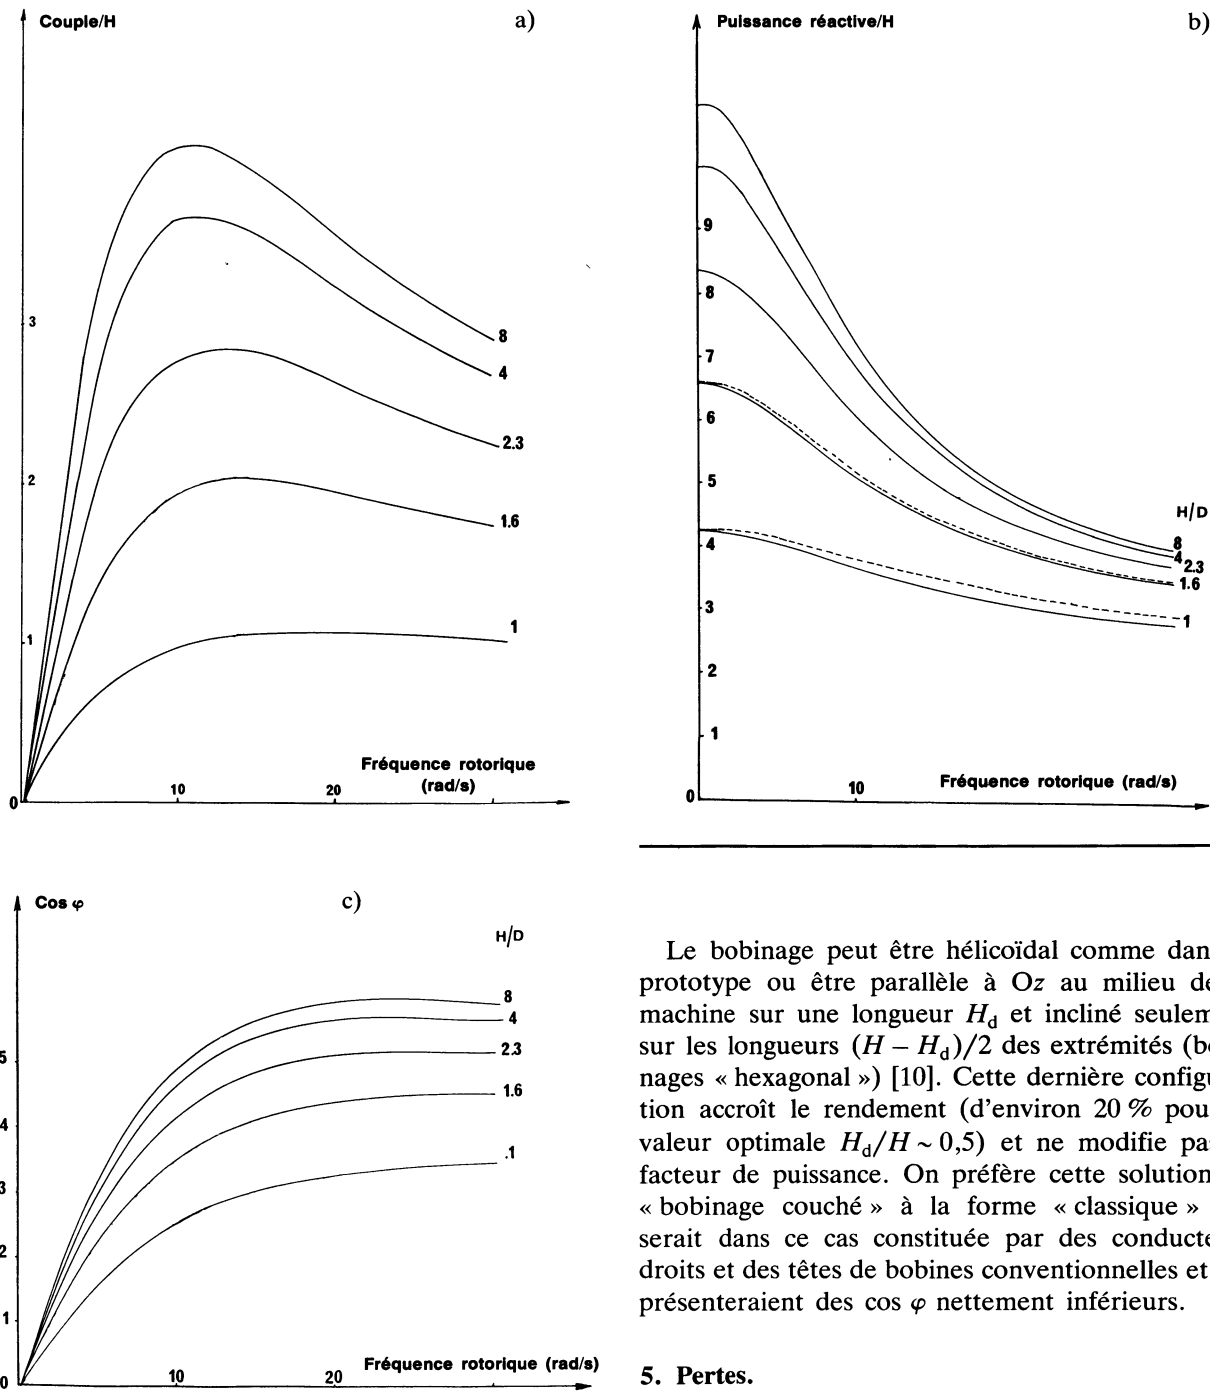 Couple/H
a)
3
2
1
0
10
20
Fréquence rotorique
(rad/s)
8
4
2.3
1.6
1
Puissance réactive/H
b)
9
8
7
6
5
4
3
2
1
0
10
Fréquence rotorique (rad/s)
H/D
8
4
2.3
1.6
1
Cos φ
c)
H/D
8
4
2.3
1.6
.1
5
4
3
2
1
0
10
20
Fréquence rotorique (rad/s)
Le bobinage peut être hélicoïdal comme dan
prototype ou être parallèle à Oz au milieu de
machine sur une longueur H_d et incliné seulem
sur les longueurs (H – H_d)/2 des extrémités (b
nages « hexagonal ») [10]. Cette dernière config
tion accroît le rendement (d'environ 20 % pou
valeur optimale H_d/H ~ 0,5) et ne modifie pa
facteur de puissance. On préfère cette solution
« bobinage couché » à la forme « classique »
serait dans ce cas constituée par des conducte
droits et des têtes de bobines conventionnelles et
présenteraient des cos φ nettement inférieurs.
5. Pertes.